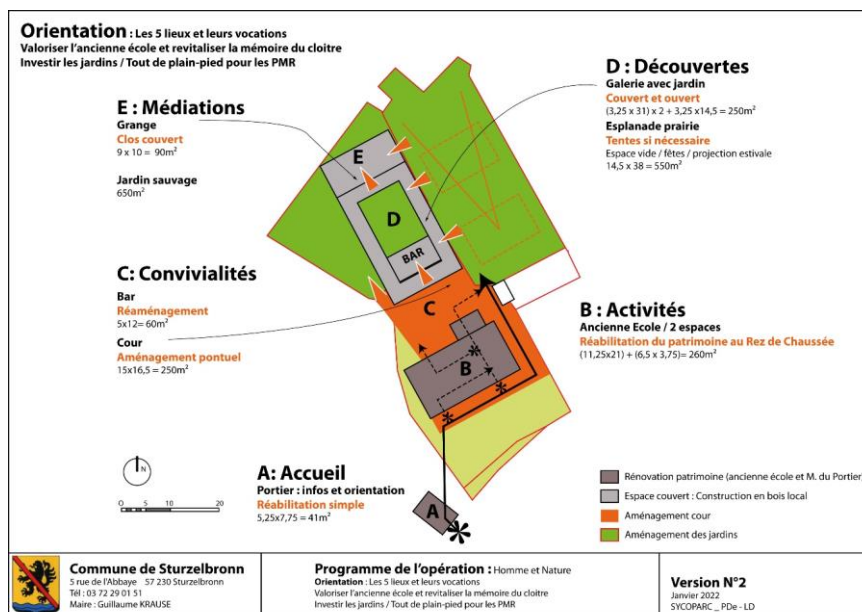 Orientation : Les 5 lieux et leurs vocations
Valoriser l'ancienne école et revitaliser la mémoire du cloitre
Investir les jardins / Tout de plain-pied pour les PMR
E : Médiations
Grange
Clos couvert
9 x 10 = 90m²
Jardin sauvage
650m²
D : Découvertes
Galerie avec jardin
Couvert et ouvert
(3,25 x 31) x 2 + 3,25 x14,5 = 250m²
Esplanade prairie
Tentes si nécessaire
Espace vide / fêtes / projection estivale
14,5 x 38 = 550m²
E
D
BAR
C
B
A
C: Convivialités
Bar
Réaménagement
5x12= 60m²
Cour
Aménagement pontuel
15x16,5 = 250m²
B : Activités
Ancienne Ecole / 2 espaces
Réhabilitation du patrimoine au Rez de Chaussée
(11,25x21) + (6,5 x 3,75)= 260m²
A: Accueil
Portier : infos et orientation
Réabilitation simple
5,25x7,75 = 41m²
N
0 5 10 20
Rénovation patrimoine (ancienne école et M. du Portier)
Espace couvert : Construction en bois local
Aménagement cour
Aménagement des jardins
Commune de Sturzelbronn
5 rue de l'Abbaye 57 230 Sturzelbronn
Tél : 03 72 29 01 51
Maire : Guillaume KRAUSE
Programme de l'opération : Homme et Nature
Orientation : Les 5 lieux et leurs vocations
Valoriser l'ancienne école et revitaliser la mémoire du cloitre
Investir les jardins / Tout de plain-pied pour les PMR
Version N°2
Janvier 2022
SYCOPARC _ PDe - LD